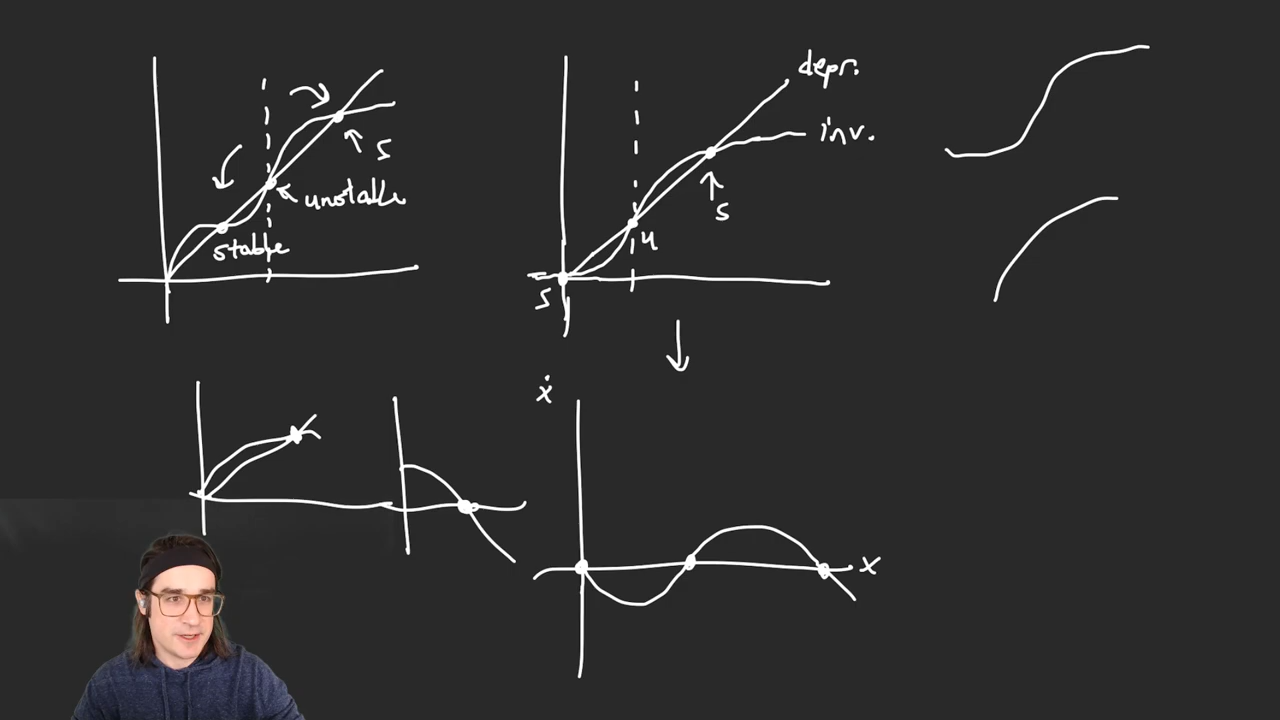 S
unstable
stable
depr.
inv.
S
u
S
ẋ
x